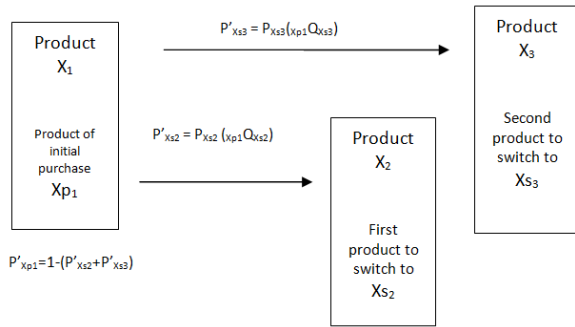 Product
X₁
Product of
initial
purchase
Xp₁
P'Xs3 = PXs3(Xp1QXs3)
Product
X₃
Second
product to
switch to
Xs₃
P'Xs2 = PXs2 (Xp1QXs2)
Product
X₂
First
product to
switch to
Xs₂
P'Xp1=1-(P'Xs2+P'Xs3)